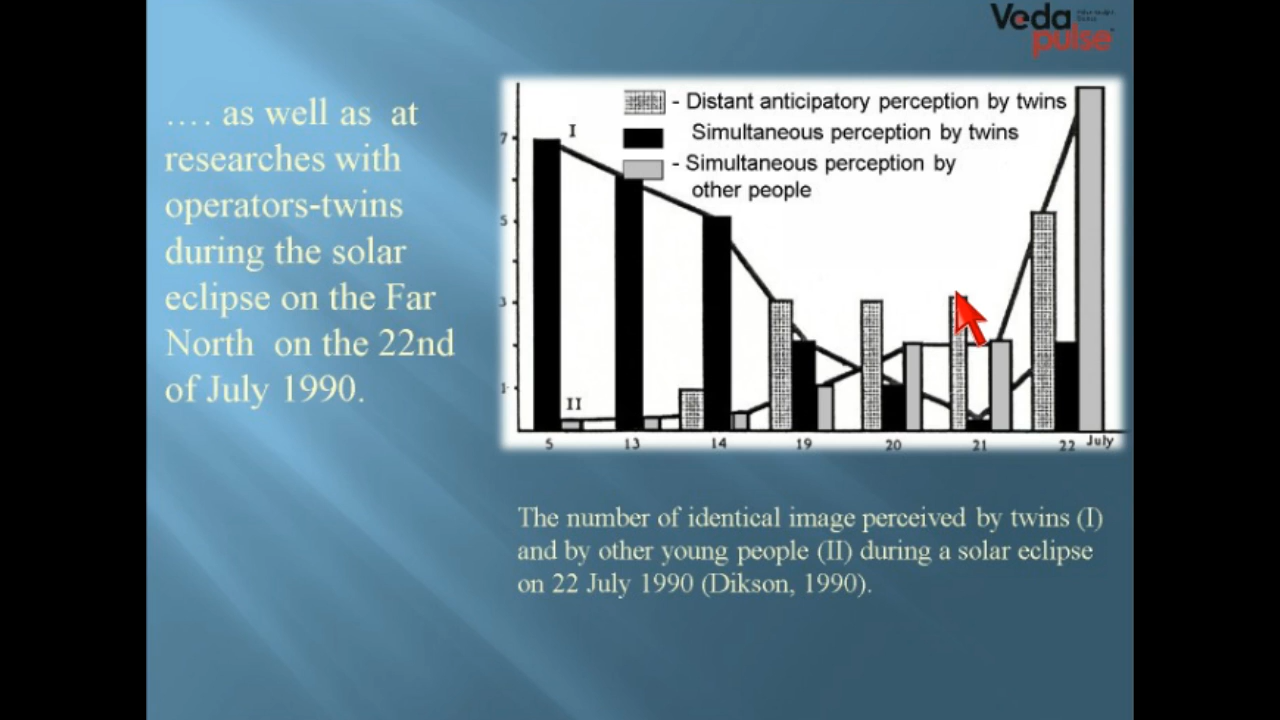 Veda
pulse
.... as well as at
researches with
operators-twins
during the solar
eclipse on the Far
North on the 22nd
of July 1990.
- Distant anticipatory perception by twins
Simultaneous perception by twins
- Simultaneous perception by
other people
I
II
7
5
3
1
5 13 14 19 20 21 22 July
The number of identical image perceived by twins (I)
and by other young people (II) during a solar eclipse
on 22 July 1990 (Dikson, 1990).